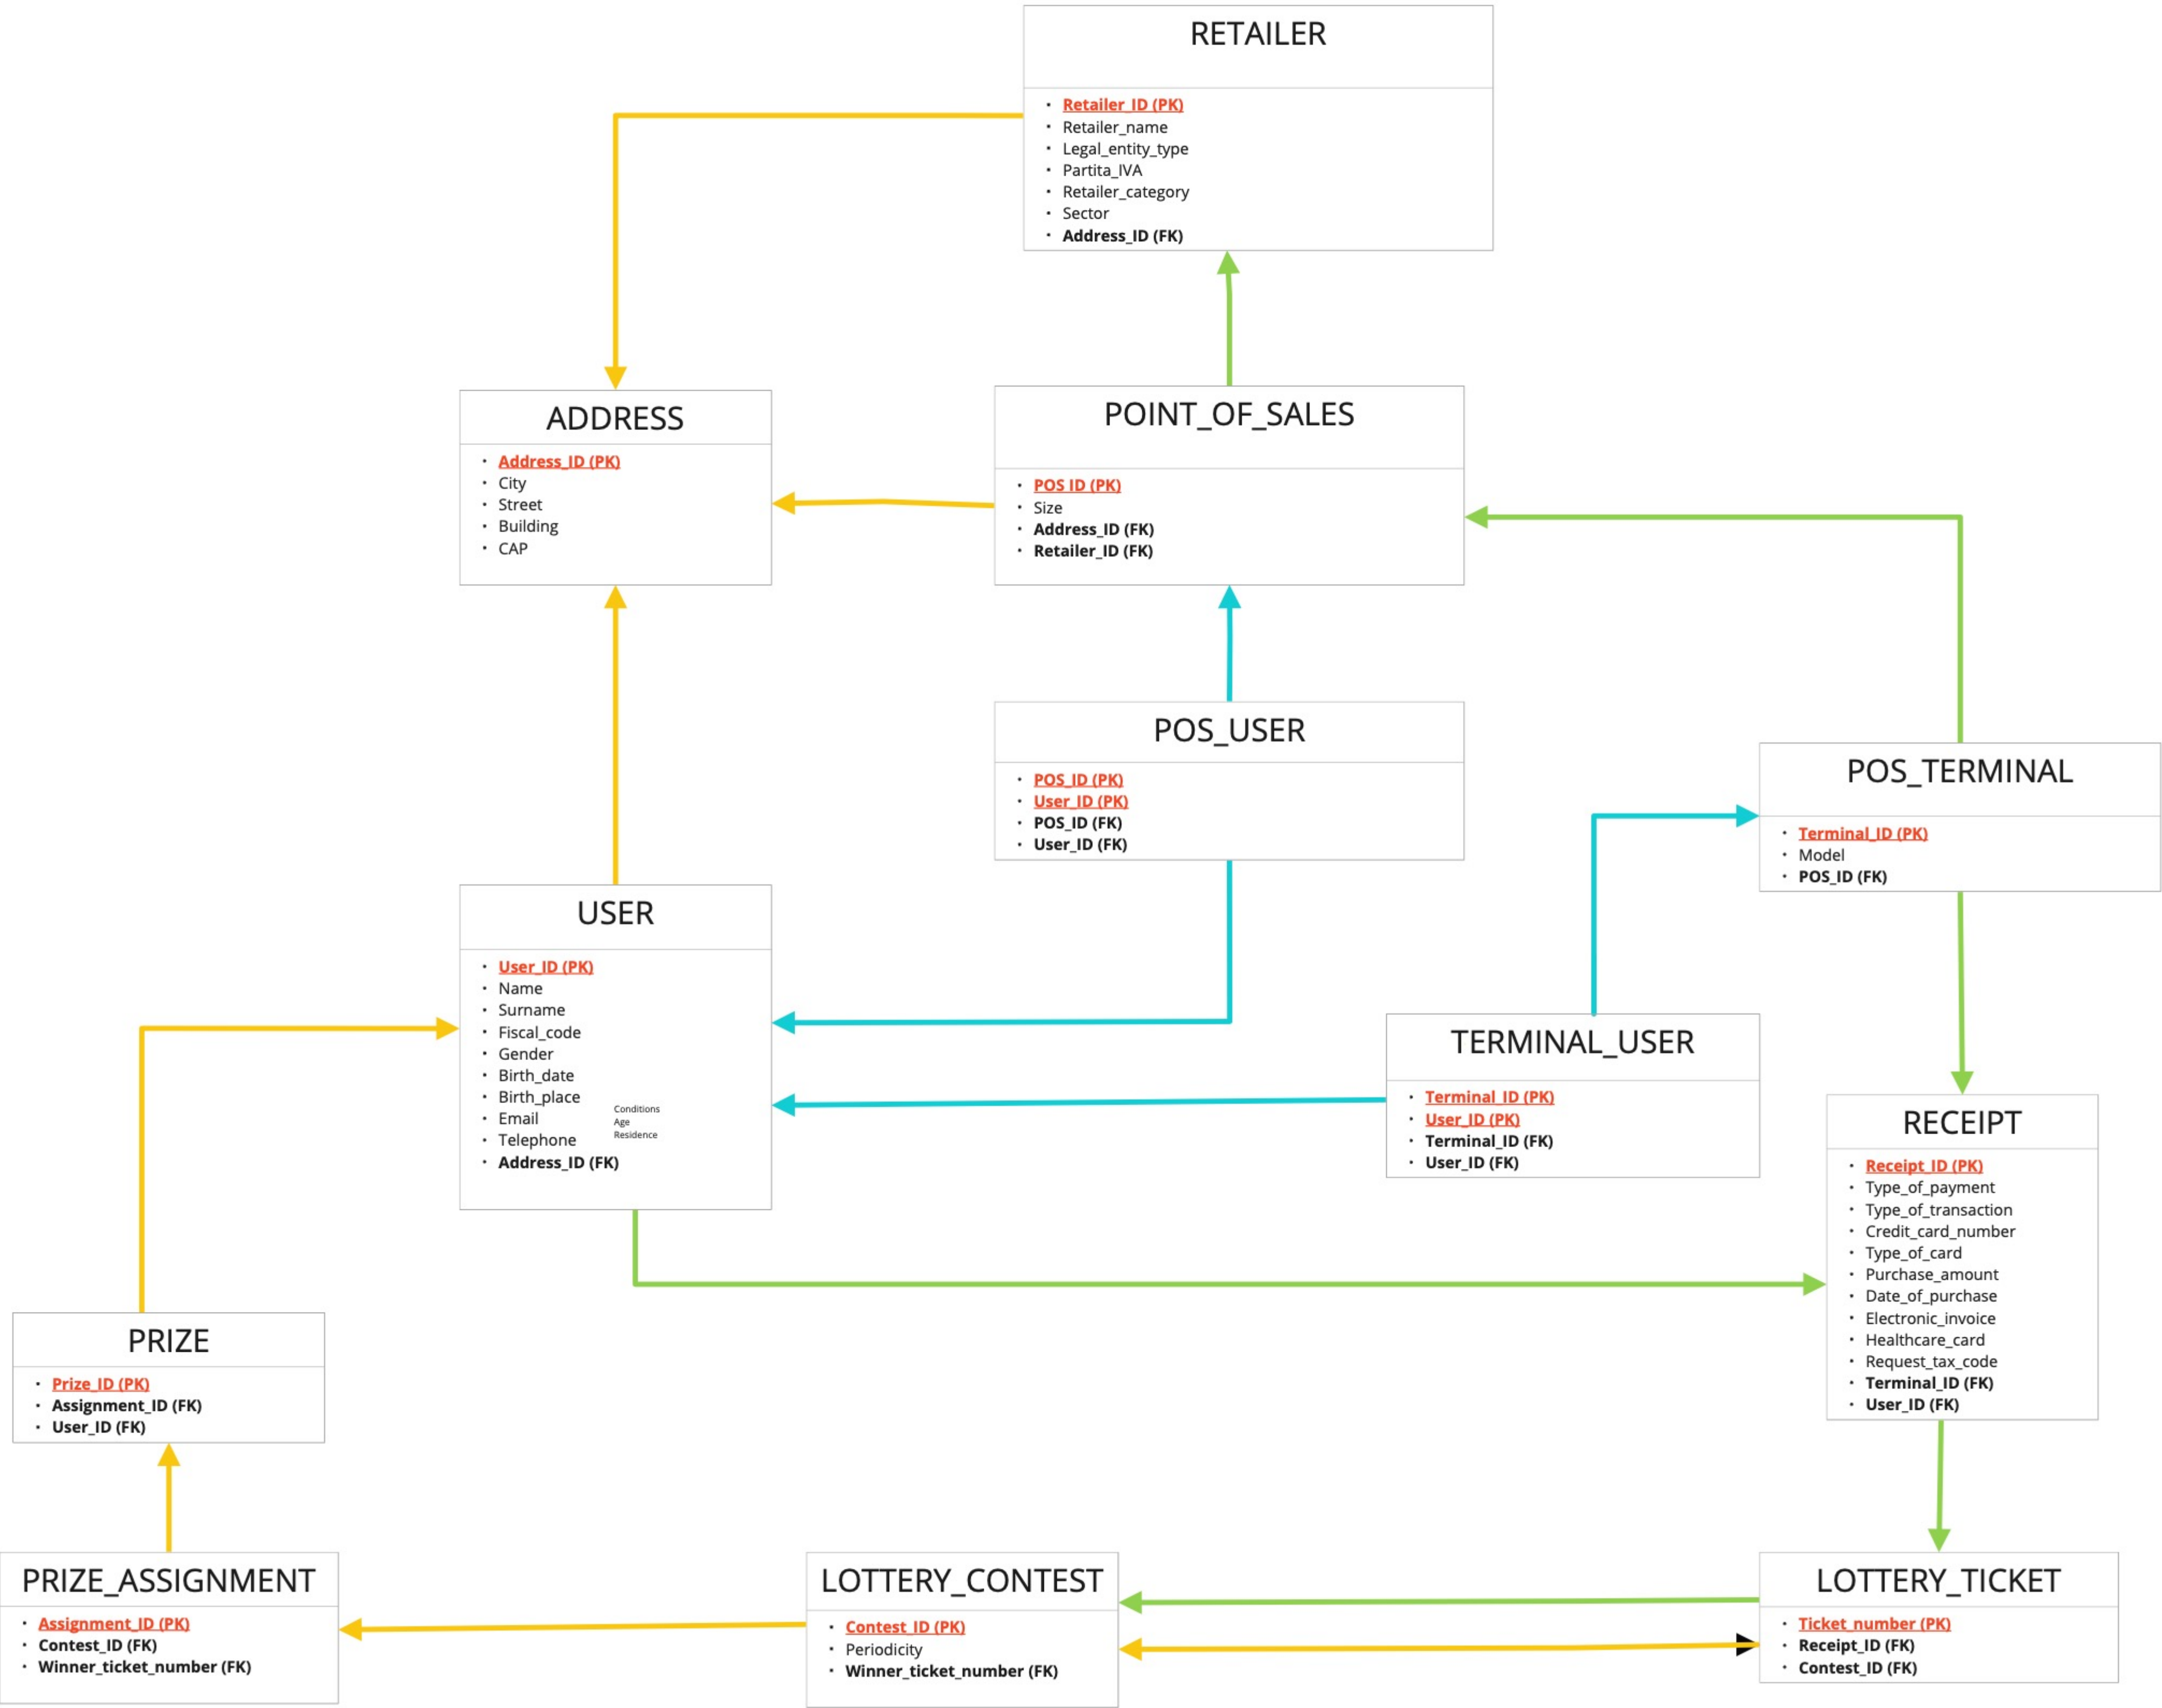 RETAILER
Retailer_ID (PK)
Retailer_name
Legal_entity_type
Partita_IVA
Retailer_category
Sector
Address_ID (FK)
ADDRESS
Address_ID (PK)
City
Street
Building
CAP
POINT_OF_SALES
POS ID (PK)
Size
Address_ID (FK)
Retailer_ID (FK)
POS_USER
POS_ID (PK)
User_ID (PK)
POS_ID (FK)
User_ID (FK)
POS_TERMINAL
Terminal_ID (PK)
Model
POS_ID (FK)
USER
User_ID (PK)
Name
Surname
Fiscal_code
Gender
Birth_date
Birth_place
Email
Telephone
Address_ID (FK)
Conditions
Age
Residence
TERMINAL_USER
Terminal_ID (PK)
User_ID (PK)
Terminal_ID (FK)
User_ID (FK)
RECEIPT
Receipt_ID (PK)
Type_of_payment
Type_of_transaction
Credit_card_number
Type_of_card
Purchase_amount
Date_of_purchase
Electronic_invoice
Healthcare_card
Request_tax_code
Terminal_ID (FK)
User_ID (FK)
PRIZE
Prize_ID (PK)
Assignment_ID (FK)
User_ID (FK)
PRIZE_ASSIGNMENT
Assignment_ID (PK)
Contest_ID (FK)
Winner_ticket_number (FK)
LOTTERY_CONTEST
Contest_ID (PK)
Periodicity
Winner_ticket_number (FK)
LOTTERY_TICKET
Ticket_number (PK)
Receipt_ID (FK)
Contest_ID (FK)